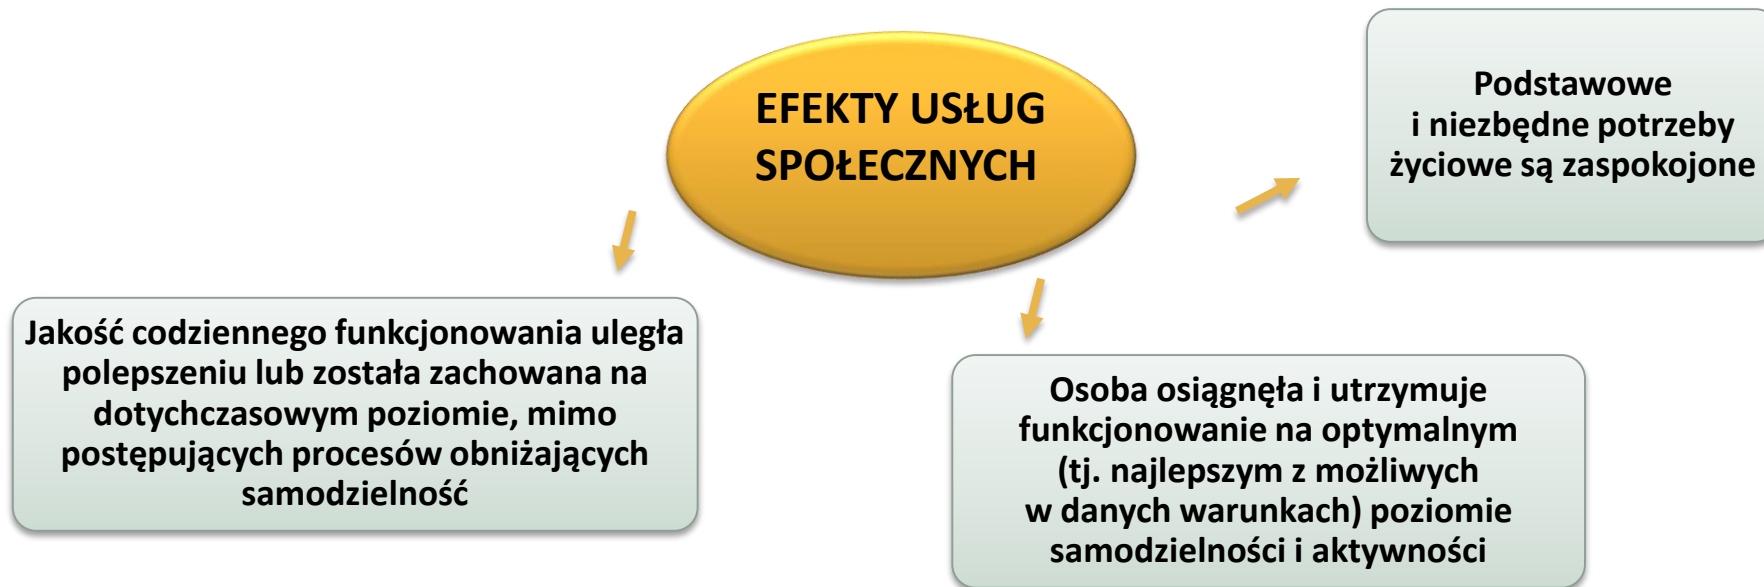 EFEKTY USŁUG
SPOŁECZNYCH
Podstawowe
i niezbędne potrzeby
życiowe są zaspokojone
Jakość codziennego funkcjonowania uległa
polepszeniu lub została zachowana na
dotychczasowym poziomie, mimo
postępujących procesów obniżających
samodzielność
Osoba osiągnęła i utrzymuje
funkcjonowanie na optymalnym
(tj. najlepszym z możliwych
w danych warunkach) poziomie
samodzielności i aktywności